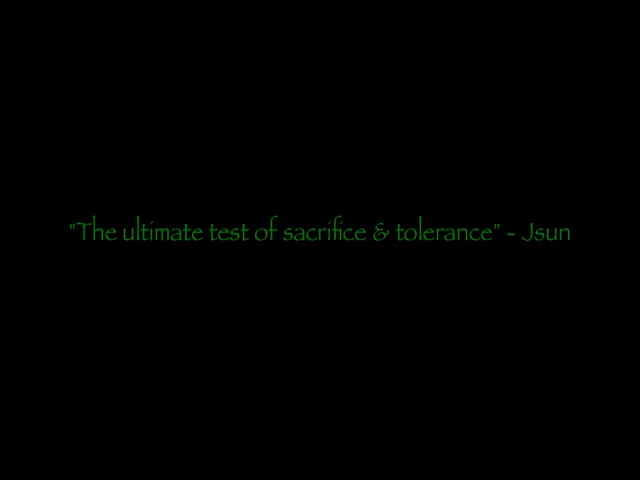 "The ultimate test of sacrifice & tolerance" - Jsun